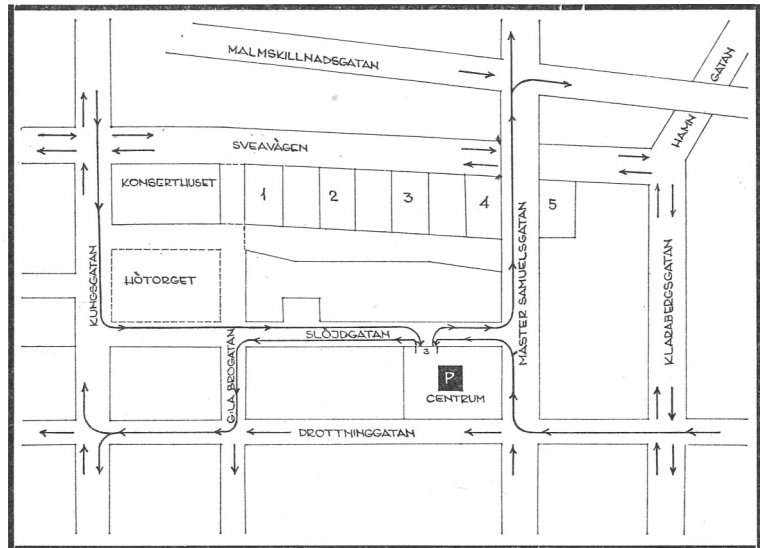 MALMSKILLNADSGATAN
HAMN
GATAN
SVEAVÄGEN
KONSERTHUSET
1
2
3
4
5
HÖTORGET
KUNGSGATAN
MÄSTER SAMUELSGATAN
KLARABERGSGATAN
SLÖJDGATAN
G:LA BROGATAN
3
P
CENTRUM
DROTTNINGGATAN